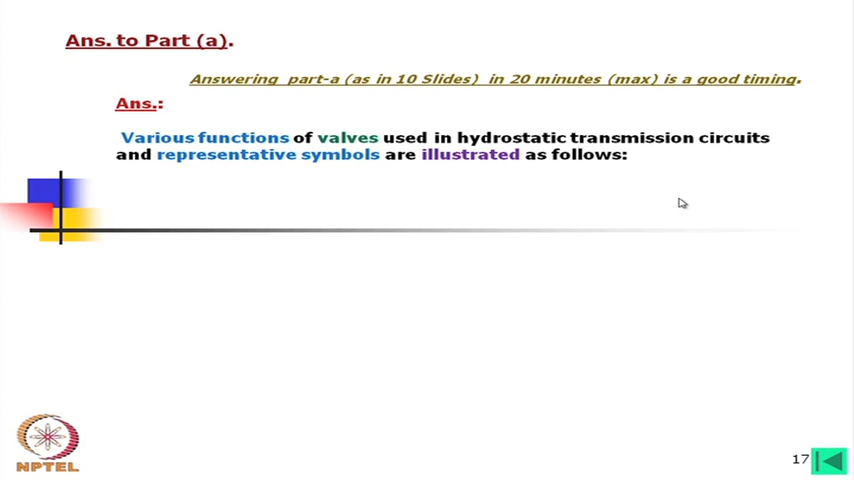 Ans. to Part (a).
Answering part-a (as in 10 Slides) in 20 minutes (max) is a good timing.
Ans.:
Various functions of valves used in hydrostatic transmission circuits
and representative symbols are illustrated as follows:
NPTEL
17